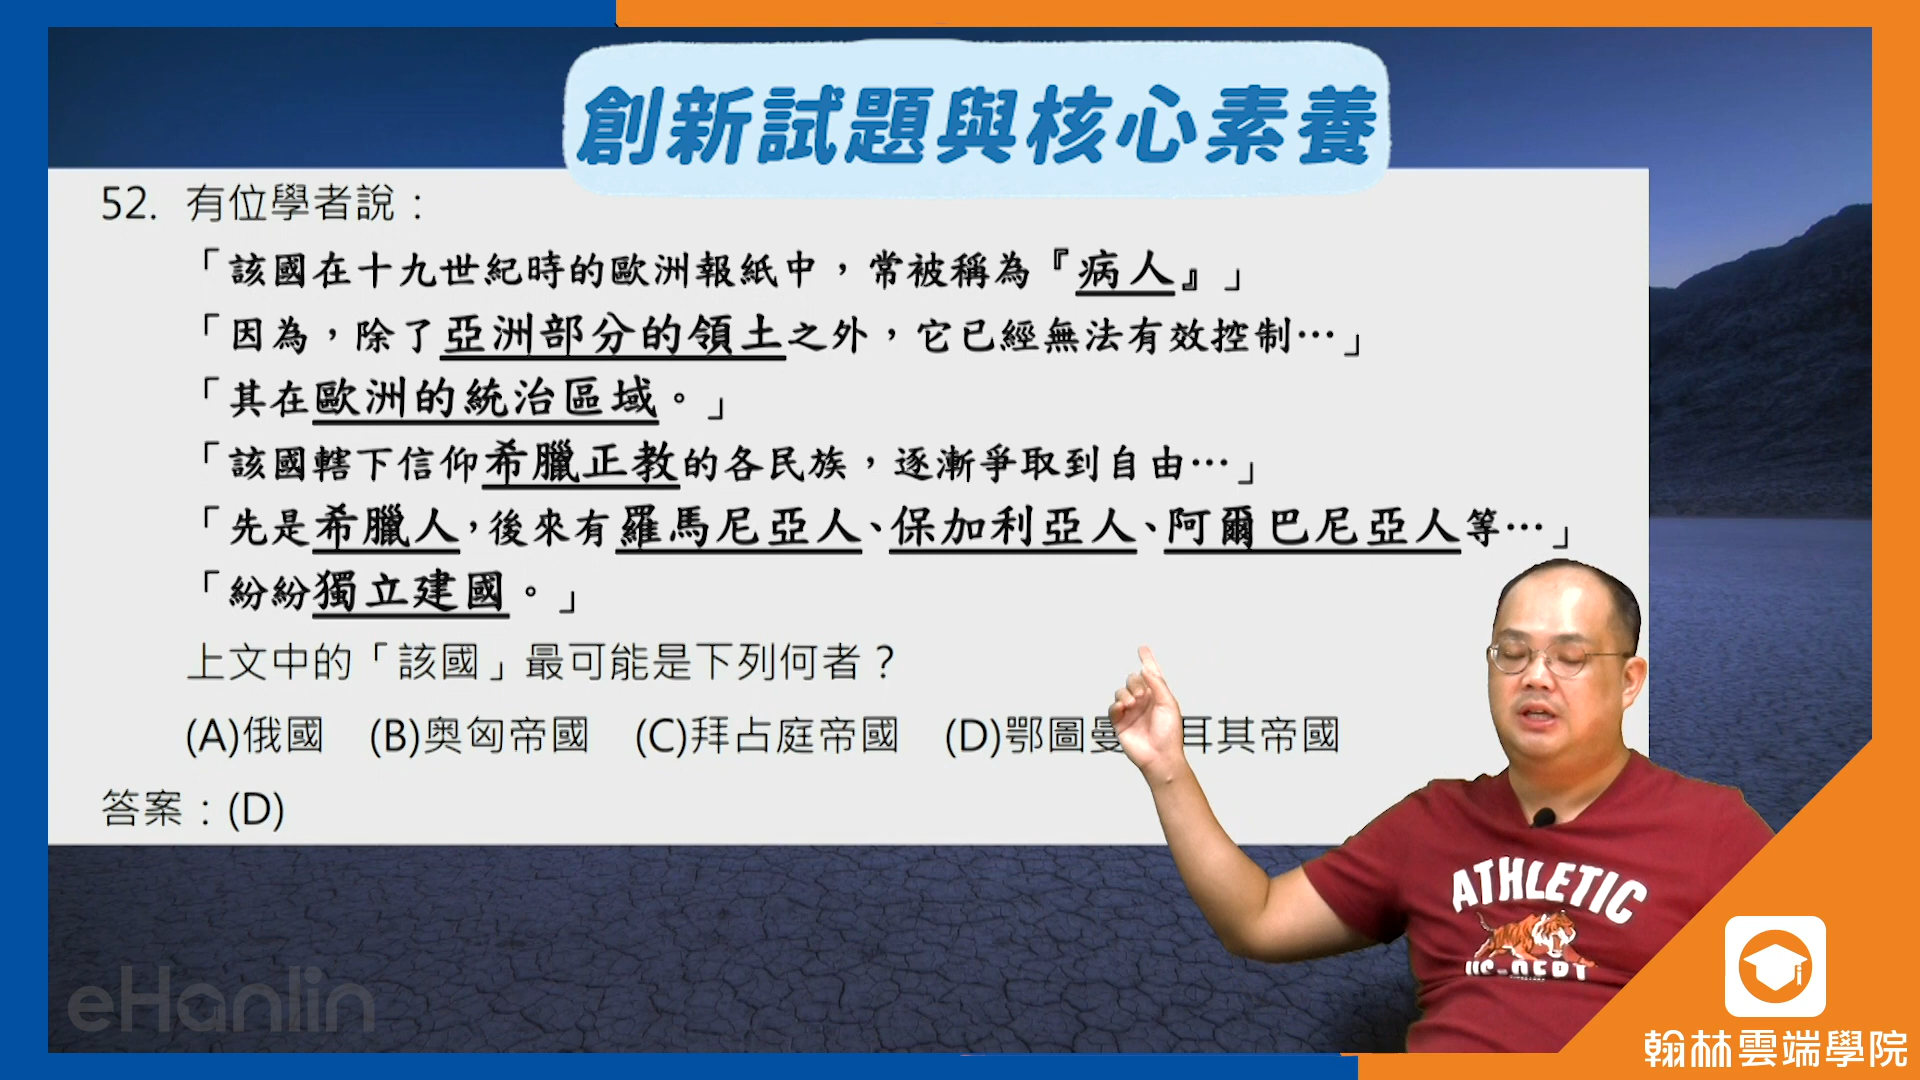 創新試題與核心素養
52. 有位學者說：
「該國在十九世紀時的歐洲報紙中，常被稱為『病人』」
「因為，除了亞洲部分的領土之外，它已經無法有效控制…」
「其在歐洲的統治區域。」
「該國轄下信仰希臘正教的各民族，逐漸爭取到自由…」
「先是希臘人，後來有羅馬尼亞人、保加利亞人、阿爾巴尼亞人等…」
「紛紛獨立建國。」
上文中的「該國」最可能是下列何者？
(A)俄國 (B)奧匈帝國 (C)拜占庭帝國 (D)鄂圖曼耳其帝國
答案：(D)
ATHLETIC
eHanlin
翰林雲端學院